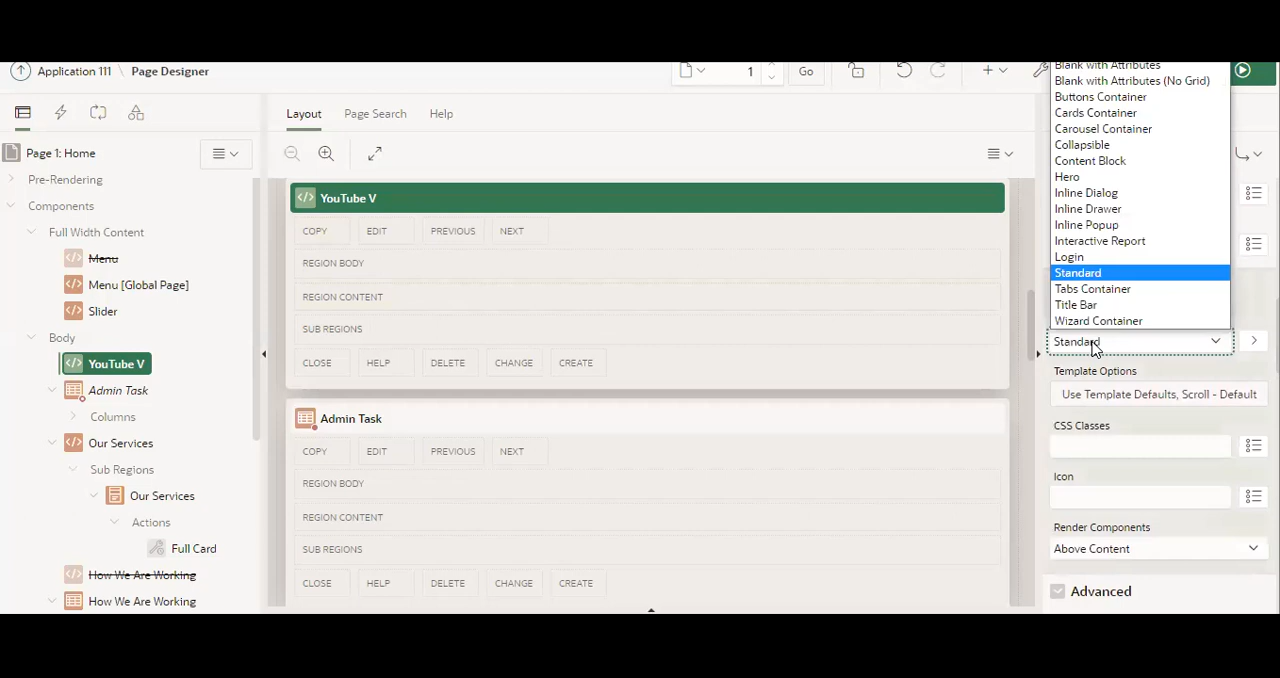 Application 111 \ Page Designer
1
Go
Layout
Page Search
Help
Page 1: Home
Pre-Rendering
Components
Full Width Content
Menu
Menu [Global Page]
Slider
Body
YouTube V
Admin Task
Columns
Our Services
Sub Regions
Our Services
Actions
Full Card
How We Are Working
How We Are Working
YouTube V
COPY EDIT PREVIOUS NEXT
REGION BODY
REGION CONTENT
SUB REGIONS
CLOSE HELP DELETE CHANGE CREATE
Admin Task
COPY EDIT PREVIOUS NEXT
REGION BODY
REGION CONTENT
SUB REGIONS
CLOSE HELP DELETE CHANGE CREATE
Blank with Attributes
Blank with Attributes (No Grid)
Buttons Container
Cards Container
Carousel Container
Collapsible
Content Block
Hero
Inline Dialog
Inline Drawer
Inline Popup
Interactive Report
Login
Standard
Tabs Container
Title Bar
Wizard Container
Standard
Template Options
Use Template Defaults, Scroll - Default
CSS Classes
Icon
Render Components
Above Content
Advanced